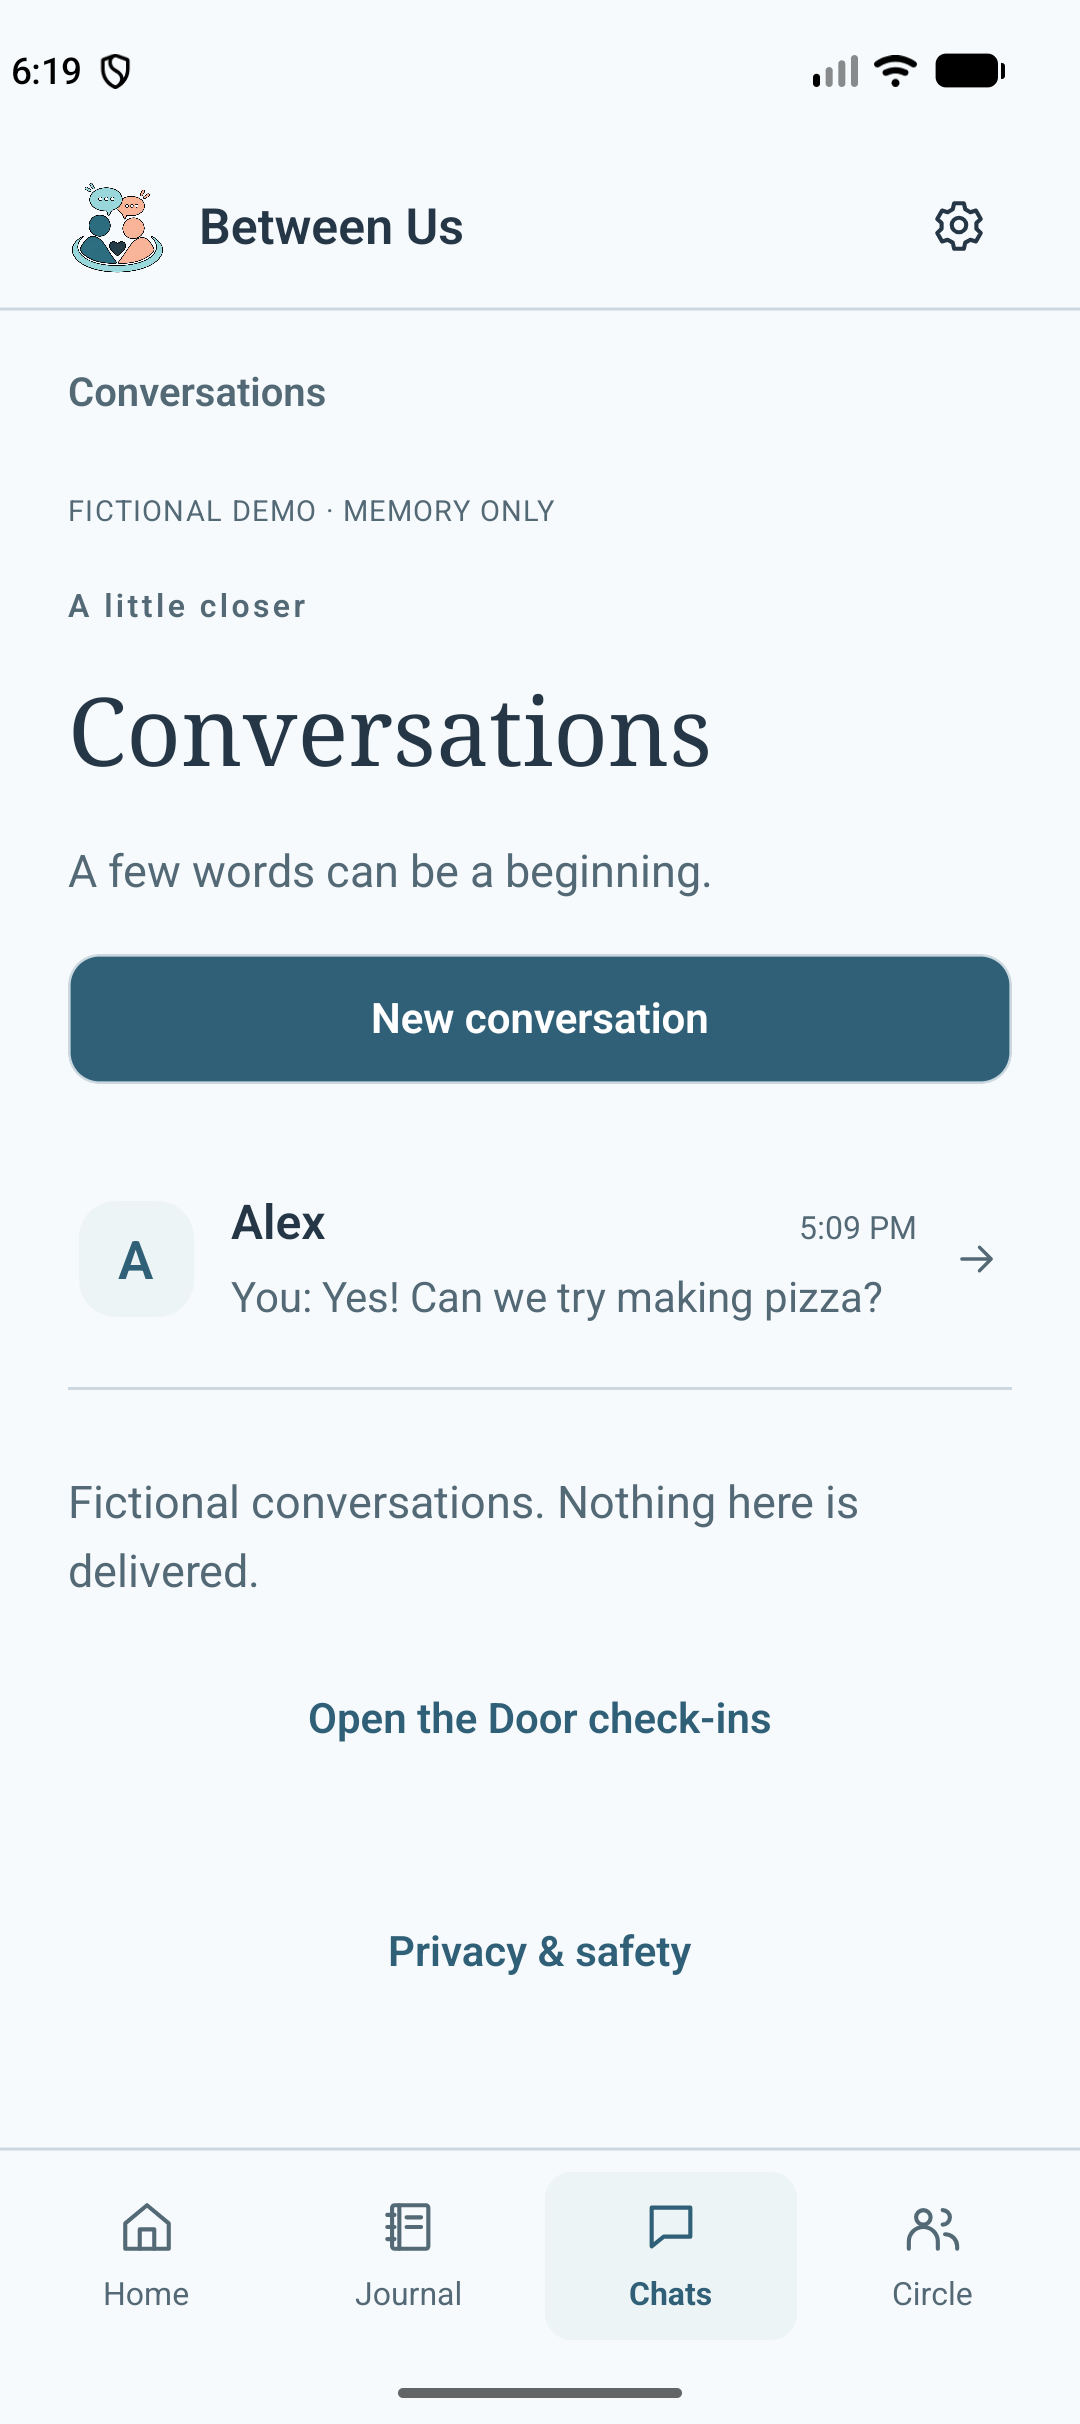 6:19
Between Us
Conversations
FICTIONAL DEMO · MEMORY ONLY
A little closer
Conversations
A few words can be a beginning.
New conversation
A
Alex
5:09 PM
You: Yes! Can we try making pizza?
Fictional conversations. Nothing here is
delivered.
Open the Door check-ins
Privacy & safety
Home
Journal
Chats
Circle